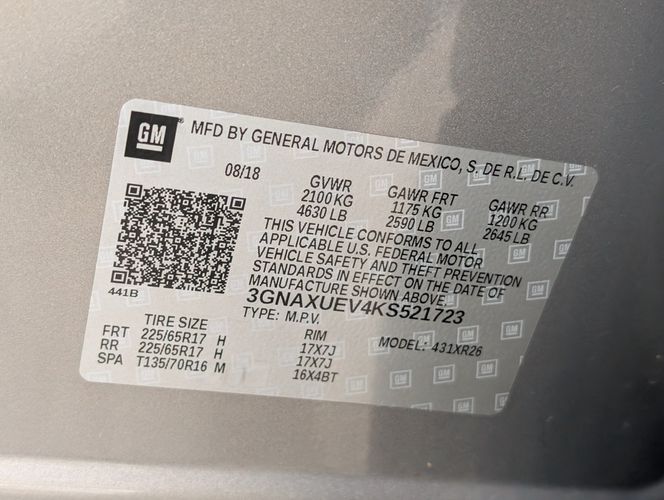 GM ® MFD BY GENERAL MOTORS DE MEXICO, S. DE R.L. DE C.V.
08/18 GVWR GAWR FRT GAWR RR
2100 KG 1175 KG 1200 KG
4630 LB 2590 LB 2645 LB
THIS VEHICLE CONFORMS TO ALL
APPLICABLE U.S. FEDERAL MOTOR
VEHICLE SAFETY AND THEFT PREVENTION
STANDARDS IN EFFECT ON THE DATE OF
MANUFACTURE SHOWN ABOVE.
441B
3GNAXUEV4KS521723
TYPE: M.P.V. MODEL: 431XR26
TIRE SIZE RIM
FRT 225/65R17 H 17X7J
RR 225/65R17 H 17X7J
SPA T135/70R16 M 16X4BT